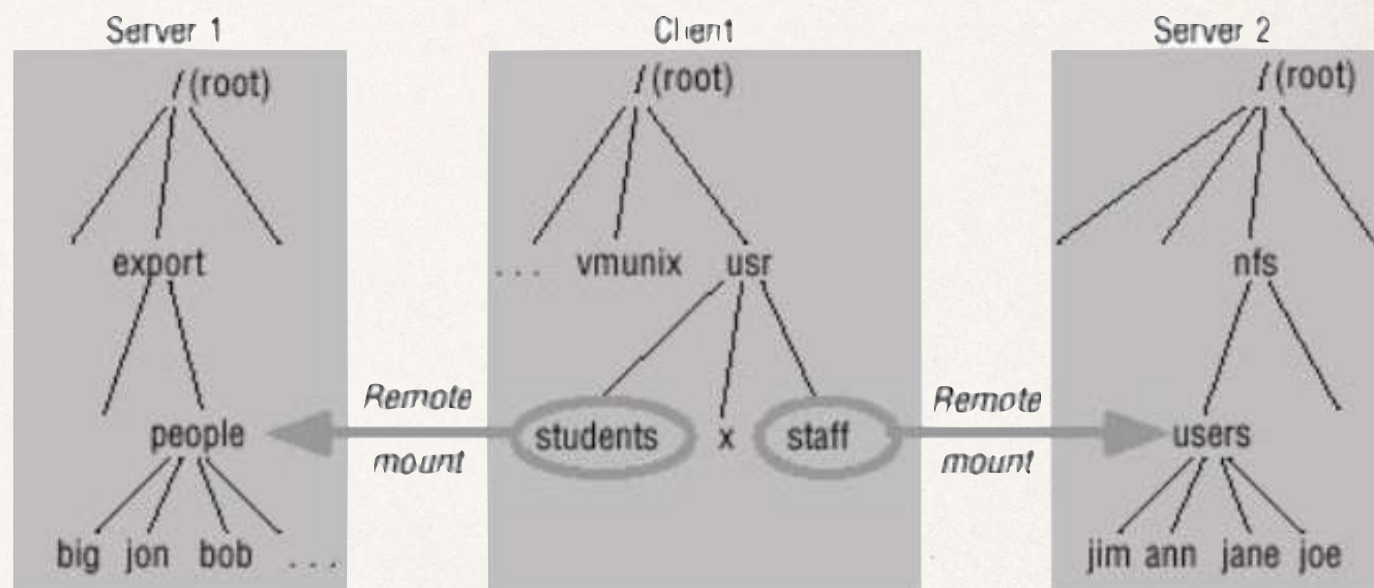 Server 1 Client Server 2
/ (root) / (root) / (root)
export ... vmunix usr nfs
Remote Remote
people students x staff users
mount mount
big jon bob ... jim ann jane joe